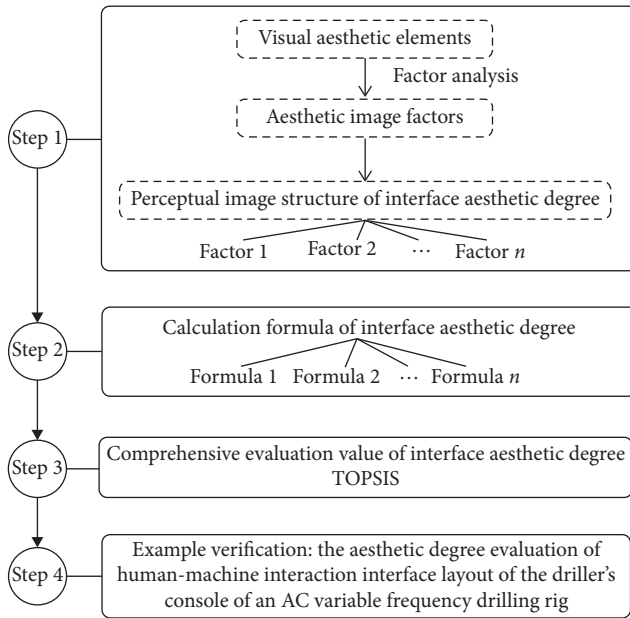 Visual aesthetic elements
Factor analysis
Aesthetic image factors
Step 1
Perceptual image structure of interface aesthetic degree
Factor 1 Factor 2 ... Factor n
Step 2
Calculation formula of interface aesthetic degree
Formula 1 Formula 2 ... Formula n
Step 3
Comprehensive evaluation value of interface aesthetic degree
TOPSIS
Step 4
Example verification: the aesthetic degree evaluation of
human-machine interaction interface layout of the driller's
console of an AC variable frequency drilling rig